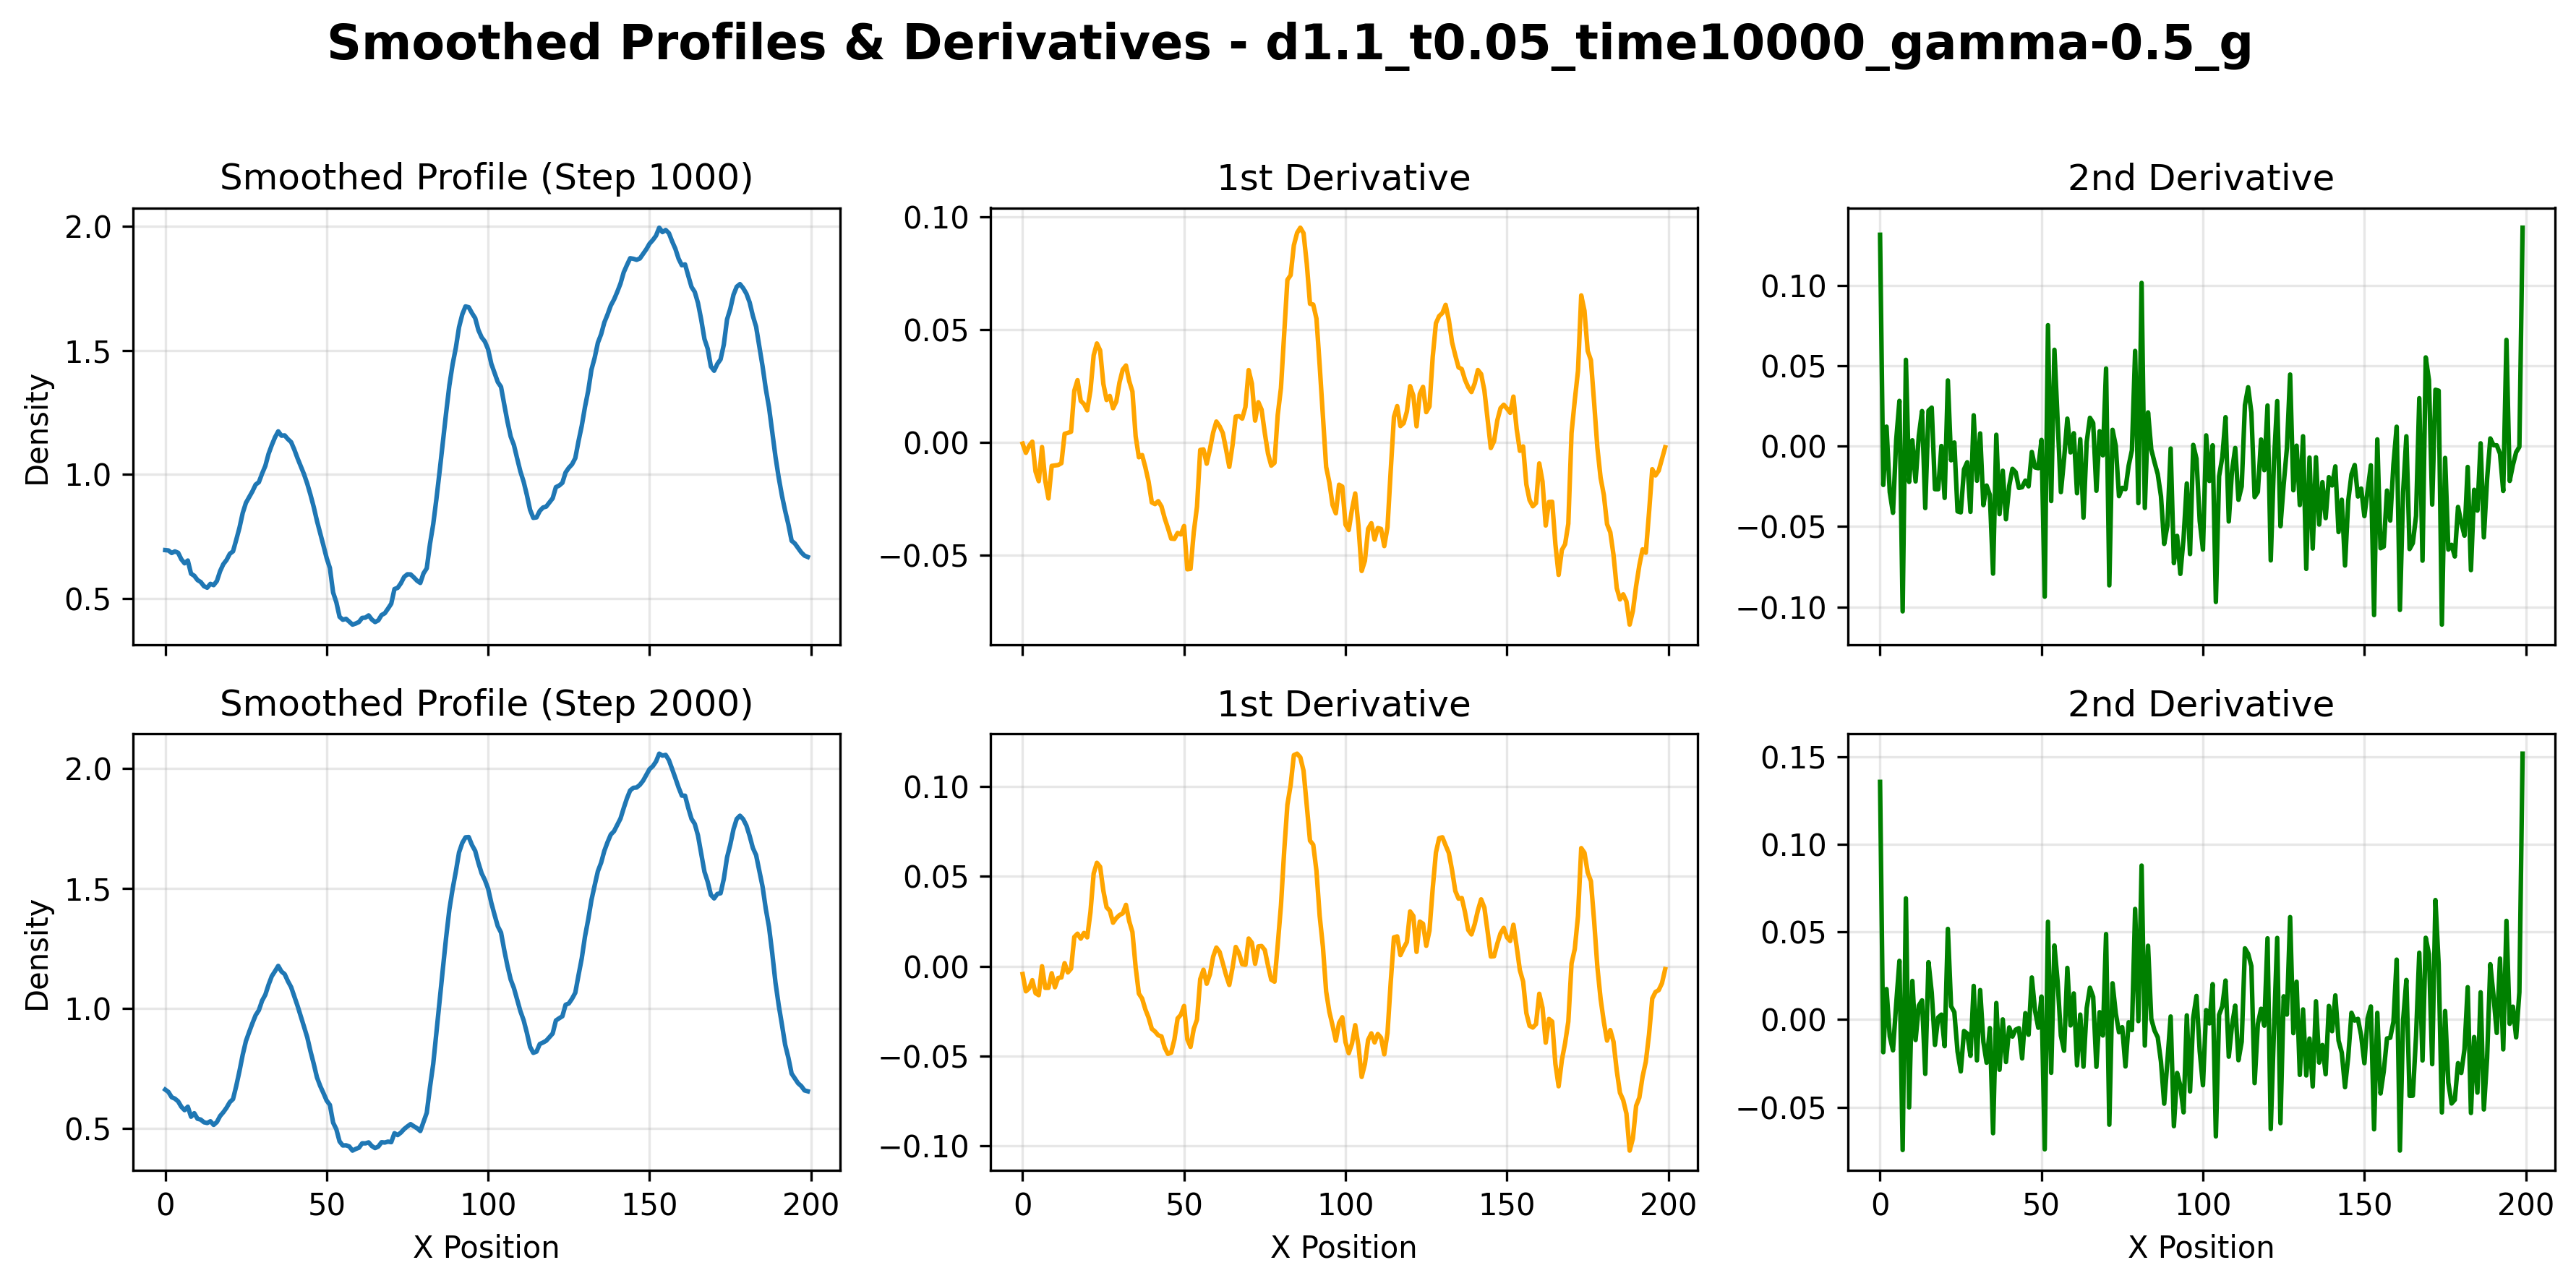 Smoothed Profiles & Derivatives - d1.1_t0.05_time10000_gamma-0.5_g
Smoothed Profile (Step 1000)
Density
2.0
1.5
1.0
0.5
1st Derivative
0.10
0.05
0.00
−0.05
2nd Derivative
0.10
0.05
0.00
−0.05
−0.10
Smoothed Profile (Step 2000)
Density
2.0
1.5
1.0
0.5
0 50 100 150 200
X Position
1st Derivative
0.10
0.05
0.00
−0.05
−0.10
0 50 100 150 200
X Position
2nd Derivative
0.15
0.10
0.05
0.00
−0.05
0 50 100 150 200
X Position